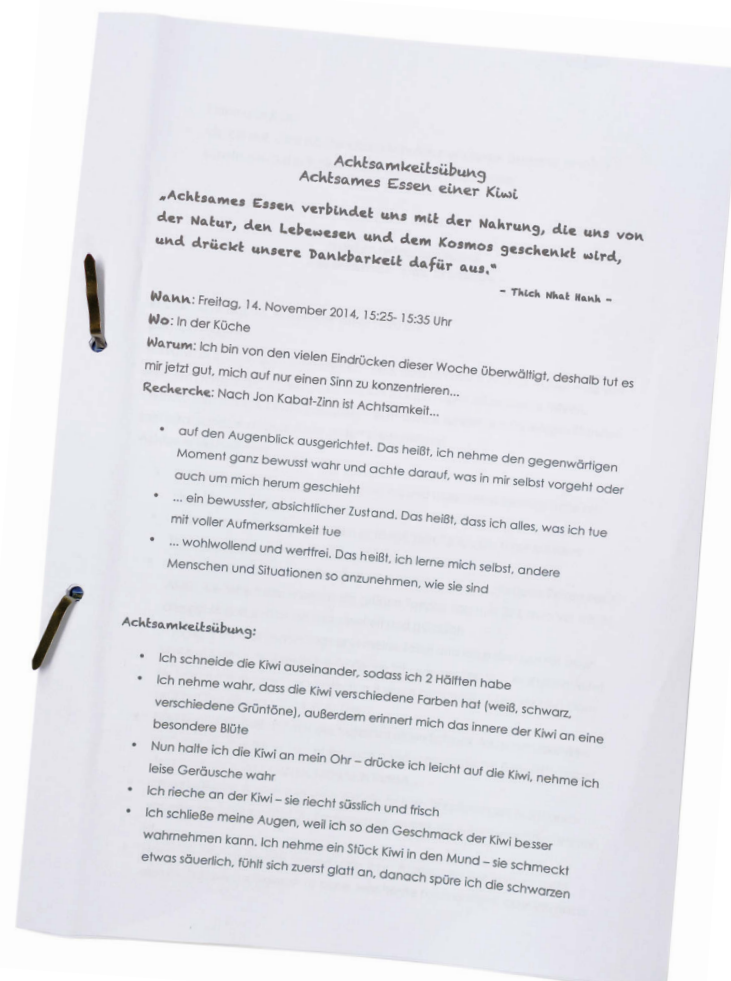 Achtsamkeitsübung
Achtsames Essen einer Kiwi
„Achtsames Essen verbindet uns mit der Nahrung, die uns von
der Natur, den Lebewesen und dem Kosmos geschenkt wird,
und drückt unsere Dankbarkeit dafür aus."
- Thich Nhat Hanh -
Wann: Freitag, 14. November 2014, 15:25- 15:35 Uhr
Wo: In der Küche
Warum: Ich bin von den vielen Eindrücken dieser Woche überwältigt, deshalb tut es
mir jetzt gut, mich auf nur einen Sinn zu konzentrieren...
Recherche: Nach Jon Kabat-Zinn ist Achtsamkeit...
• auf den Augenblick ausgerichtet. Das heißt, ich nehme den gegenwärtigen
Moment ganz bewusst wahr und achte darauf, was in mir selbst vorgeht oder
auch um mich herum geschieht
• ... ein bewusster, absichtlicher Zustand. Das heißt, dass ich alles, was ich tue
mit voller Aufmerksamkeit tue
• ... wohlwollend und wertfrei. Das heißt, ich lerne mich selbst, andere
Menschen und Situationen so anzunehmen, wie sie sind
Achtsamkeitsübung:
• Ich schneide die Kiwi auseinander, sodass ich 2 Hälften habe
• Ich nehme wahr, dass die Kiwi verschiedene Farben hat (weiß, schwarz,
verschiedene Grüntöne), außerdem erinnert mich das innere der Kiwi an eine
besondere Blüte
• Nun halte ich die Kiwi an mein Ohr – drücke ich leicht auf die Kiwi, nehme ich
leise Geräusche wahr
• Ich rieche an der Kiwi – sie riecht süsslich und frisch
• Ich schließe meine Augen, weil ich so den Geschmack der Kiwi besser
wahrnehmen kann. Ich nehme ein Stück Kiwi in den Mund – sie schmeckt
etwas säuerlich, fühlt sich zuerst glatt an, danach spüre ich die schwarzen